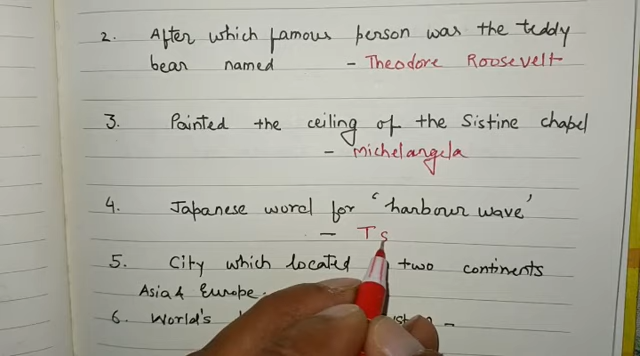 2. After which famous person was the teddy
bear named - Theodore Roosevelt
3. Painted the ceiling of the Sistine chapel
- Michelangela
4. Japanese word for 'harbour wave'
- Ts
5. City which located two continents
Asia & Europe.
6. World's